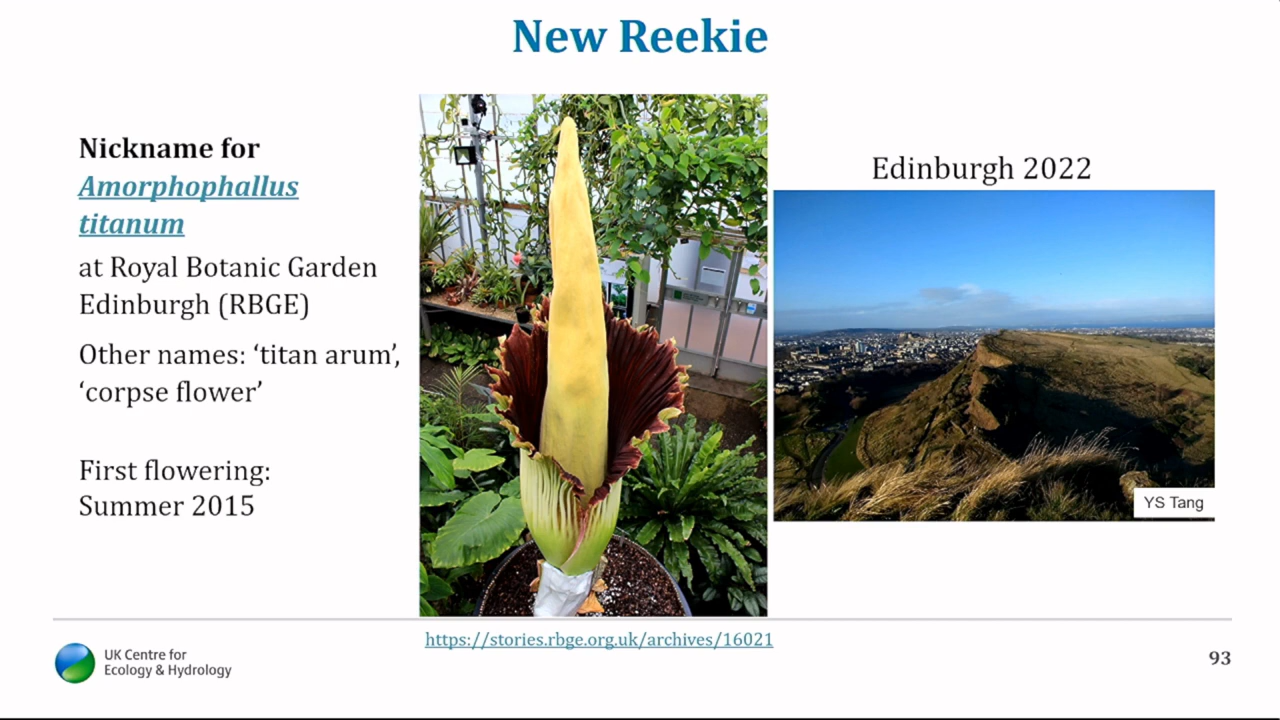 New Reekie
Nickname for
Amorphophallus
titanum
at Royal Botanic Garden
Edinburgh (RBGE)
Other names: ‘titan arum’,
‘corpse flower’
First flowering:
Summer 2015
Edinburgh 2022
YS Tang
https://stories.rbge.org.uk/archives/16021
UK Centre for
Ecology & Hydrology
93